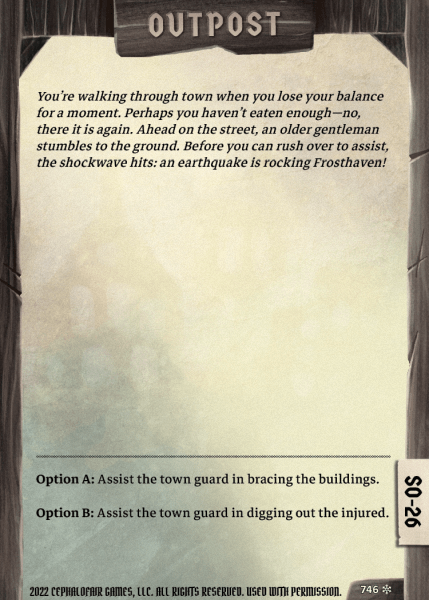 OUTPOST
You're walking through town when you lose your balance
for a moment. Perhaps you haven't eaten enough—no,
there it is again. Ahead on the street, an older gentleman
stumbles to the ground. Before you can rush over to assist,
the shockwave hits: an earthquake is rocking Frosthaven!
Option A: Assist the town guard in bracing the buildings.
Option B: Assist the town guard in digging out the injured.
SO-26
2022 CEPHALOFAIR GAMES, LLC. ALL RIGHTS RESERVED. USED WITH PERMISSION.
746